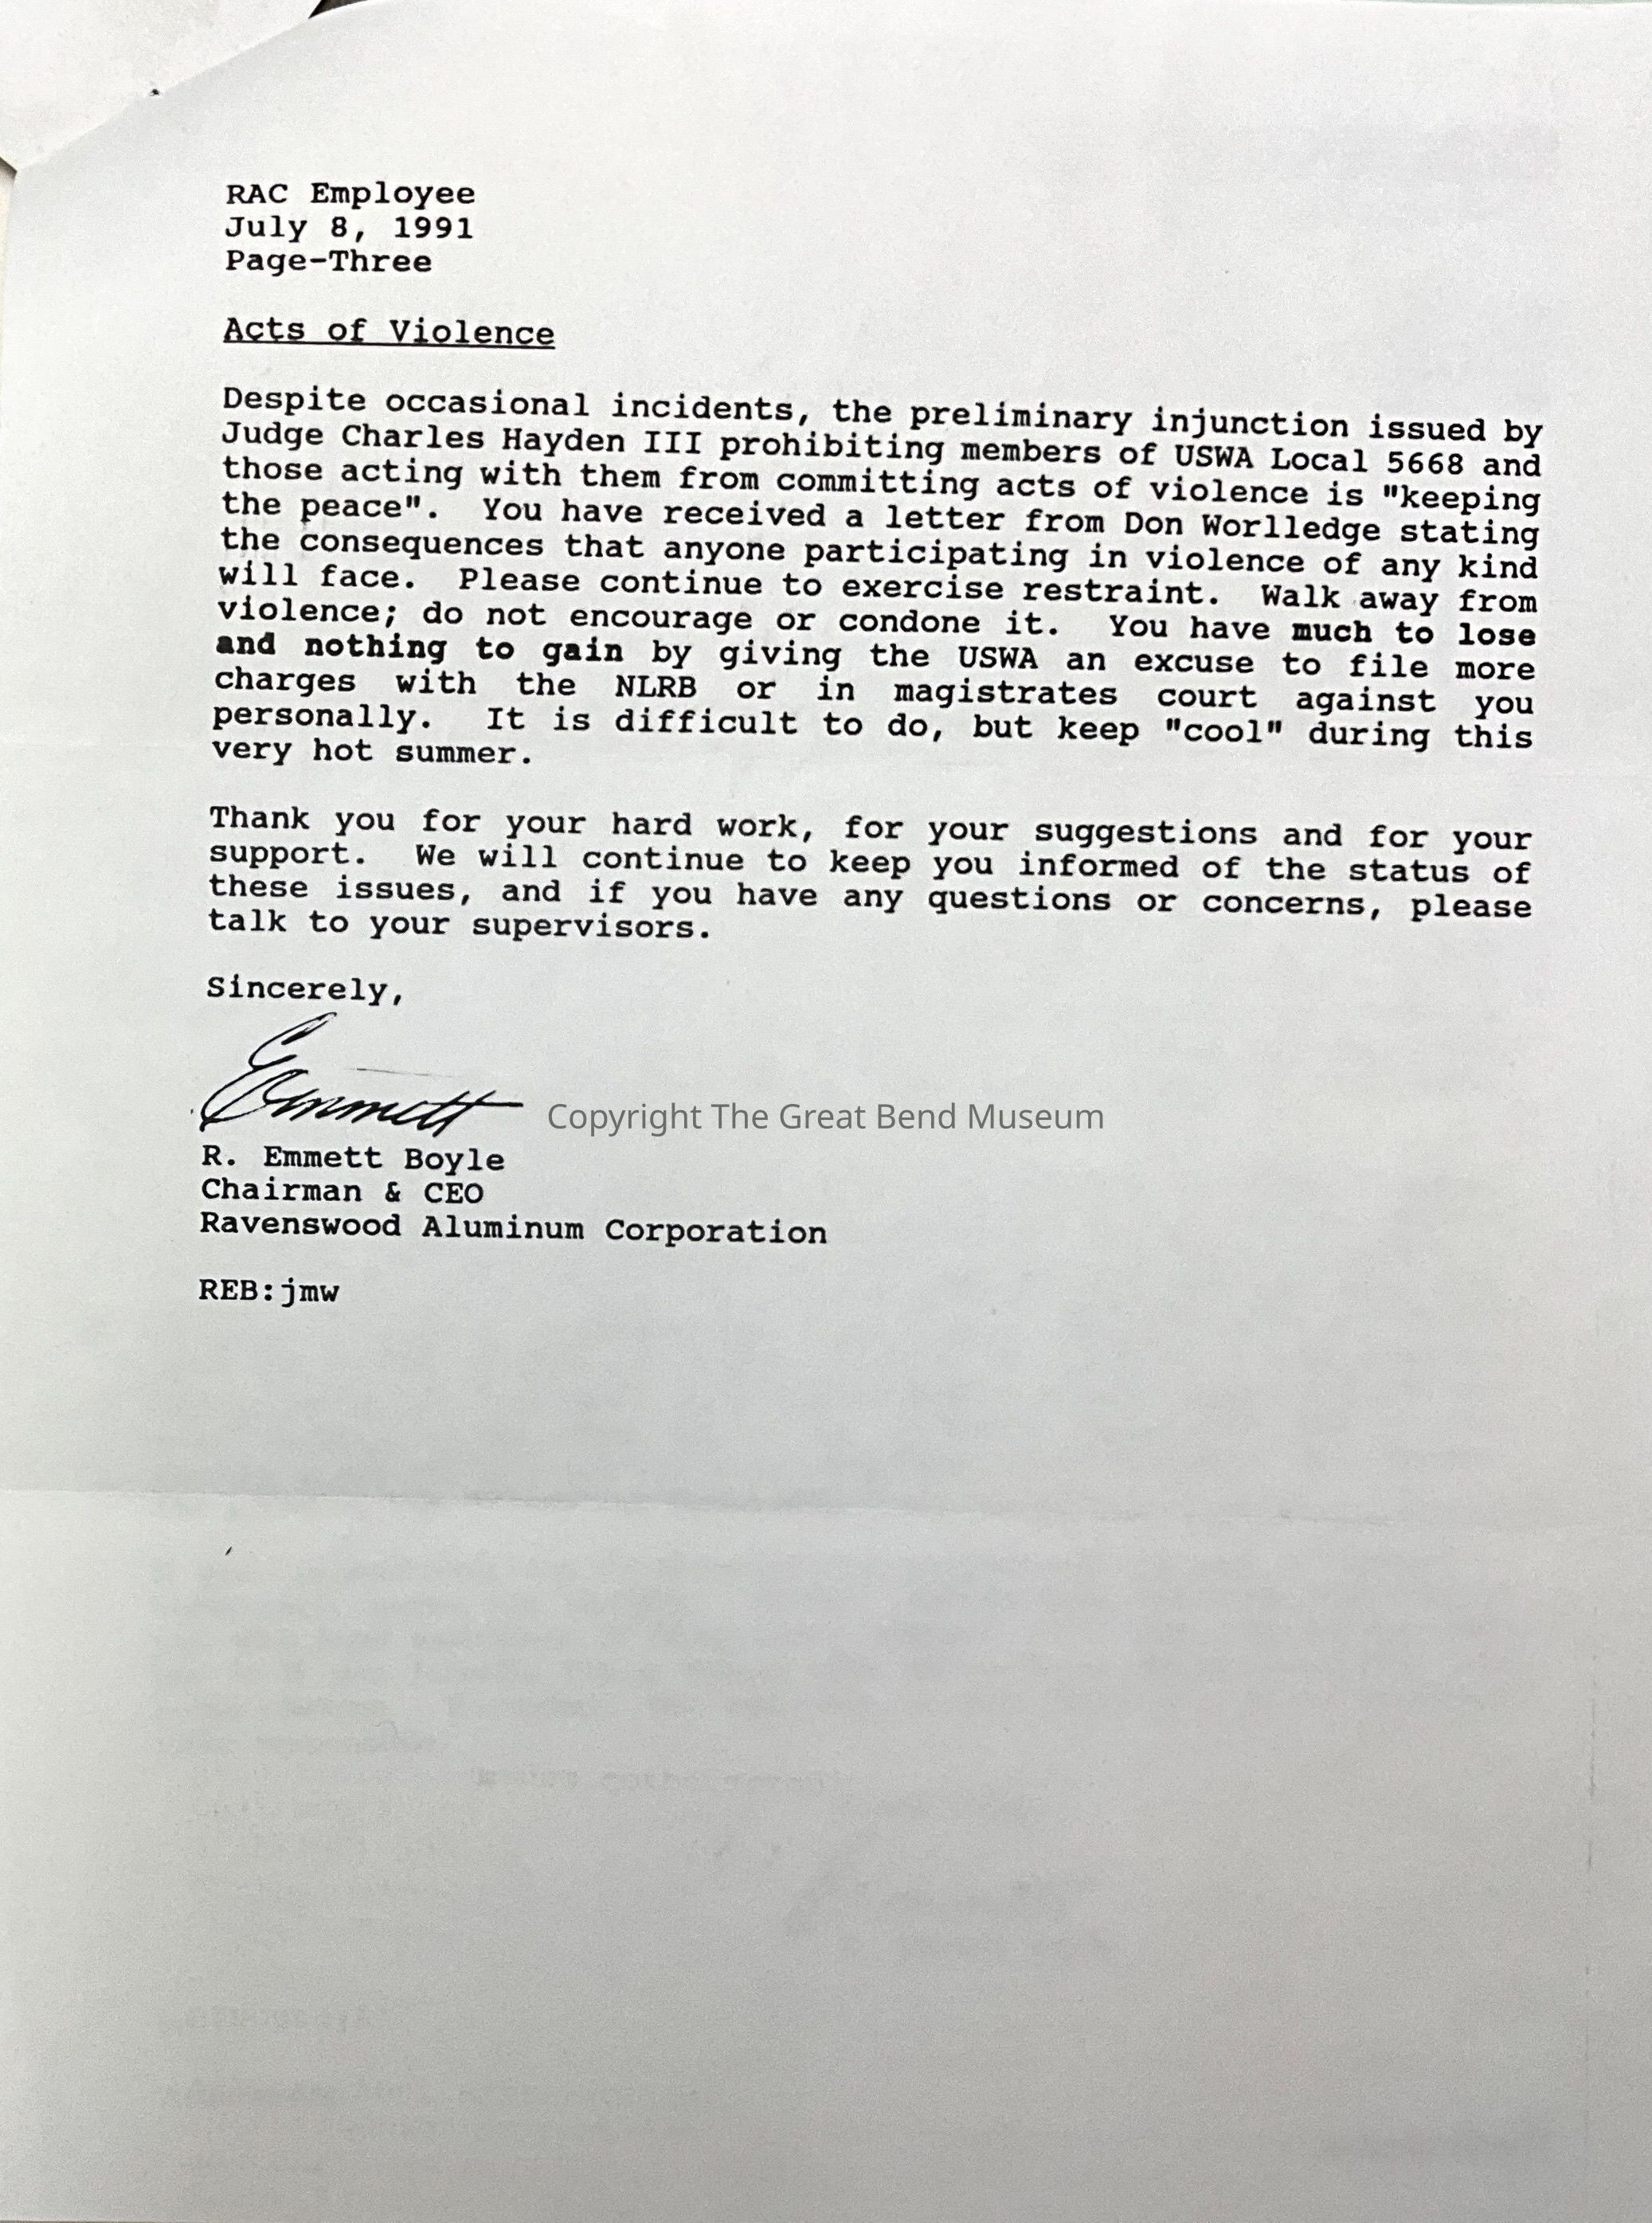 RAC Employee
July 8, 1991
Page-Three
Acts of Violence
Despite occasional incidents, the preliminary injunction issued by
Judge Charles Hayden III prohibiting members of USWA Local 5668 and
those acting with them from committing acts of violence is "keeping
the peace". You have received a letter from Don Worlledge stating
the consequences that anyone participating in violence of any kind
will face. Please continue to exercise restraint. Walk away from
violence; do not encourage or condone it. You have much to lose
and nothing to gain by giving the USWA an excuse to file more
charges with the NLRB or in magistrates court against you
personally. It is difficult to do, but keep "cool" during this
very hot summer.
Thank you for your hard work, for your suggestions and for your
support. We will continue to keep you informed of the status of
these issues, and if you have any questions or concerns, please
talk to your supervisors.
Sincerely,
Emmett
Copyright The Great Bend Museum
R. Emmett Boyle
Chairman & CEO
Ravenswood Aluminum Corporation
REB:jmw